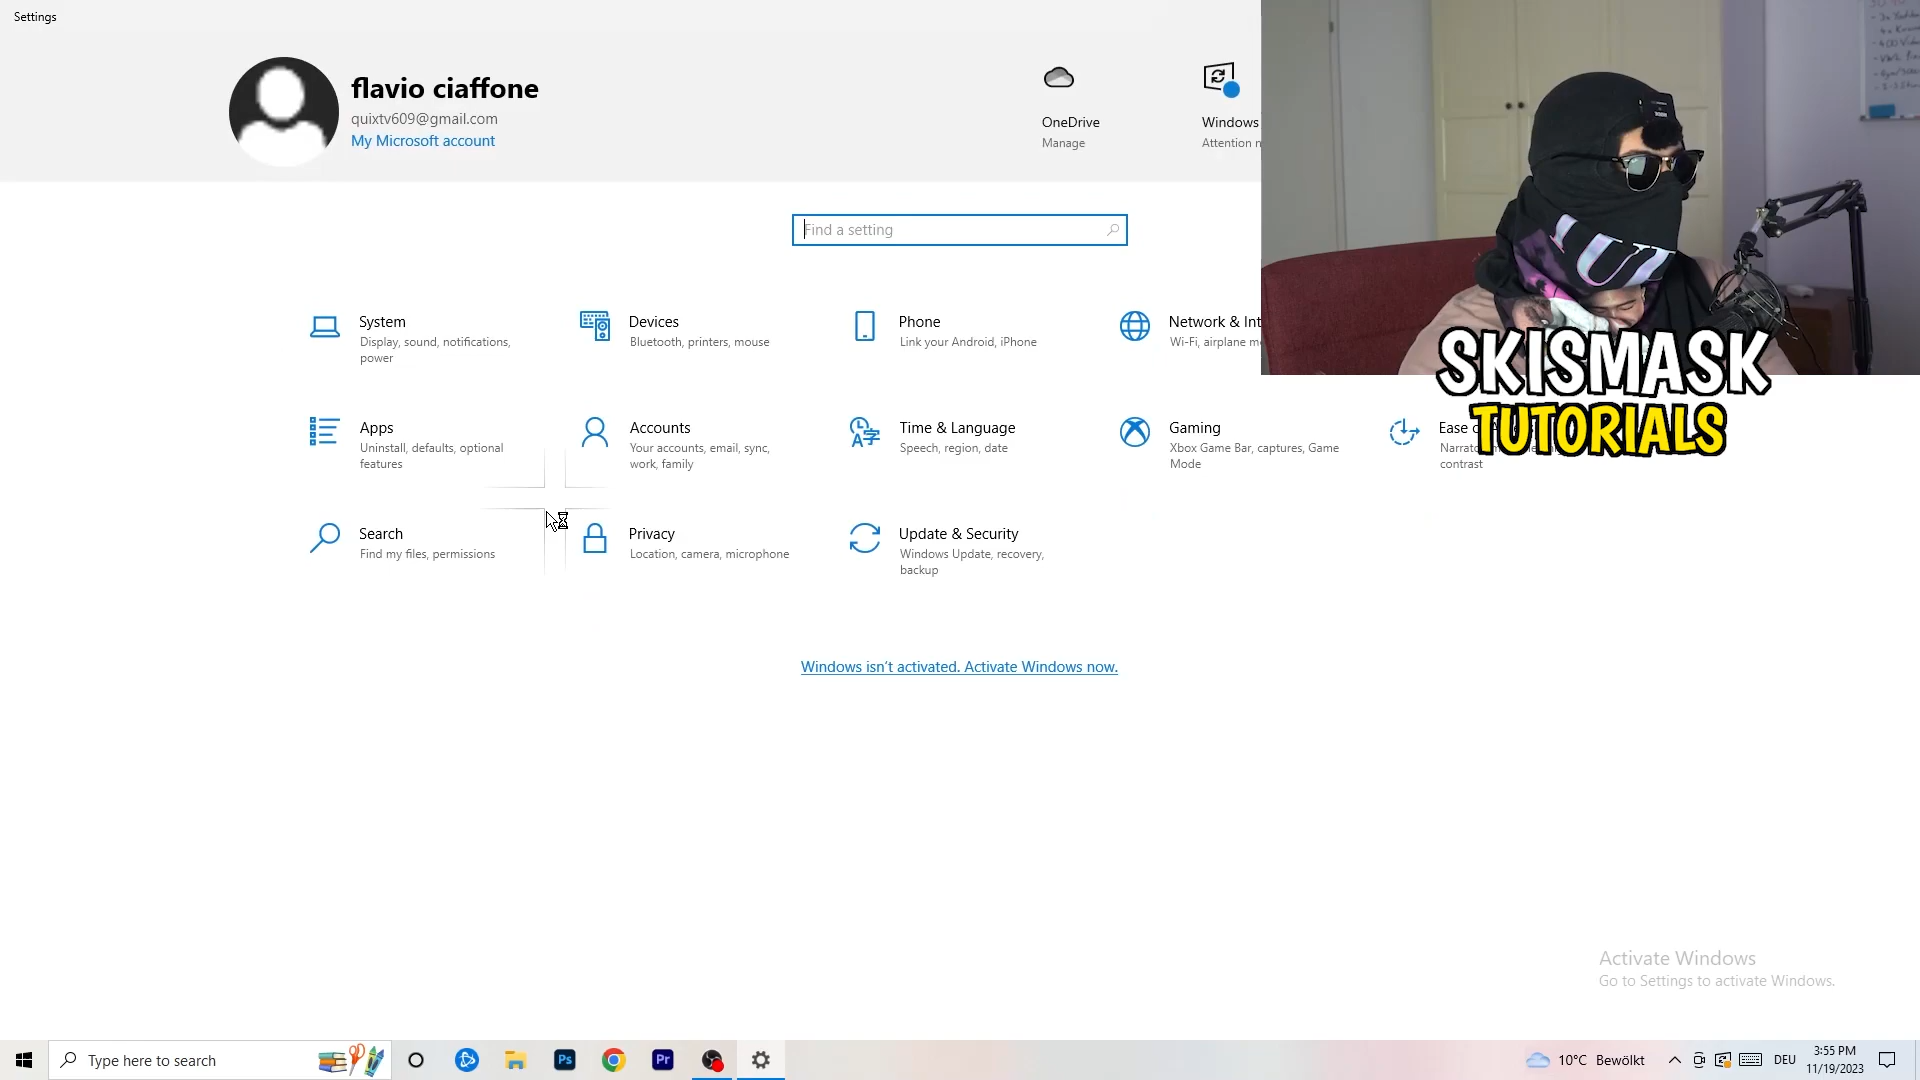 Settings
flavio ciaffone
quixtv609@gmail.com
My Microsoft account
OneDrive
Manage
Windows
Attention
Find a setting
System
Display, sound, notifications,
power
Devices
Bluetooth, printers, mouse
Phone
Link your Android, iPhone
Network &
Wi-Fi, airplane
SKISMASK
TUTORIALS
Apps
Uninstall, defaults, optional
features
Accounts
Your accounts, email, sync,
work, family
Time & Language
Speech, region, date
Gaming
Xbox Game Bar, captures, Game
Mode
Ease
contrast
Search
Find my files, permissions
Privacy
Location, camera, microphone
Update & Security
Windows Update, recovery,
backup
Windows isn't activated. Activate Windows now.
Activate Windows
Go to Settings to activate Windows.
Type here to search
Ps
Pr
10°C Bewölkt
DEU
3:55 PM
11/19/2023